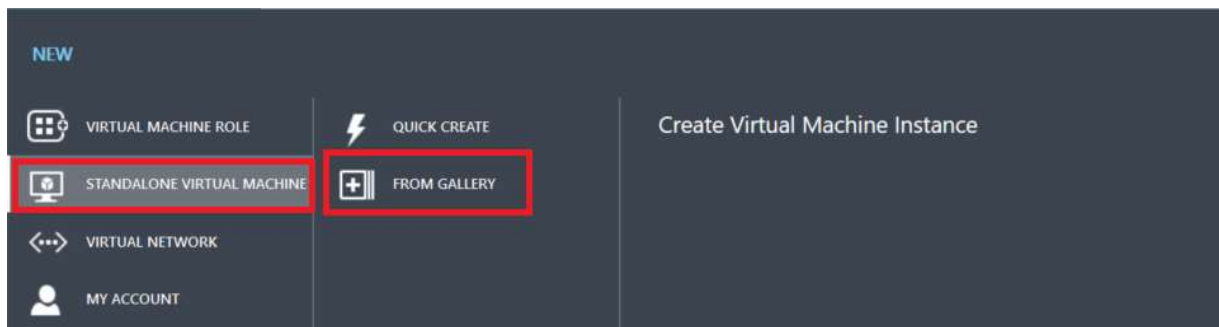 NEW
VIRTUAL MACHINE ROLE
STANDALONE VIRTUAL MACHINE
VIRTUAL NETWORK
MY ACCOUNT
QUICK CREATE
FROM GALLERY
Create Virtual Machine Instance